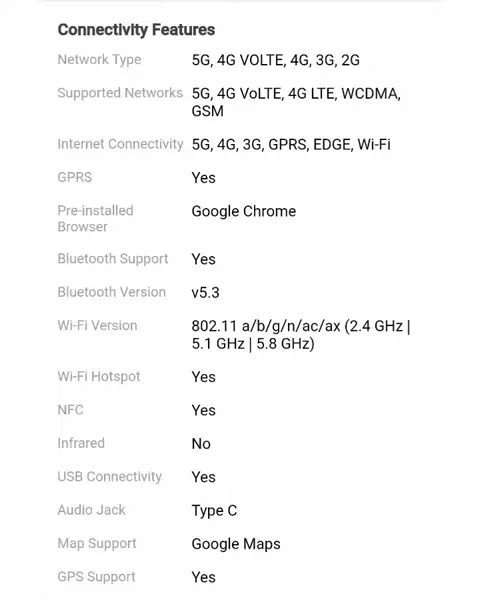 Connectivity Features
Network Type 5G, 4G VOLTE, 4G, 3G, 2G
Supported Networks 5G, 4G VoLTE, 4G LTE, WCDMA,
GSM
Internet Connectivity 5G, 4G, 3G, GPRS, EDGE, Wi-Fi
GPRS Yes
Pre-installed Google Chrome
Browser
Bluetooth Support Yes
Bluetooth Version v5.3
Wi-Fi Version 802.11 a/b/g/n/ac/ax (2.4 GHz |
5.1 GHz | 5.8 GHz)
Wi-Fi Hotspot Yes
NFC Yes
Infrared No
USB Connectivity Yes
Audio Jack Type C
Map Support Google Maps
GPS Support Yes